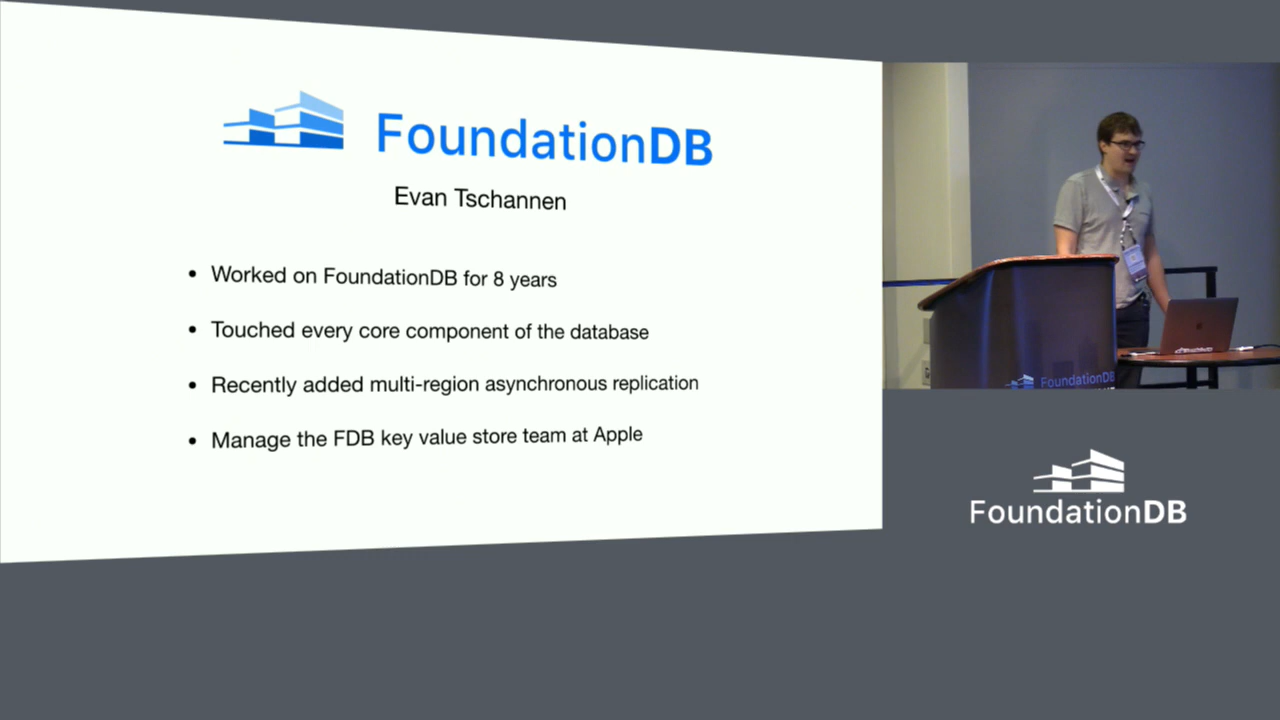 FoundationDB
Evan Tschannen
• Worked on FoundationDB for 8 years
• Touched every core component of the database
• Recently added multi-region asynchronous replication
• Manage the FDB key value store team at Apple
FoundationDB
FoundationDB